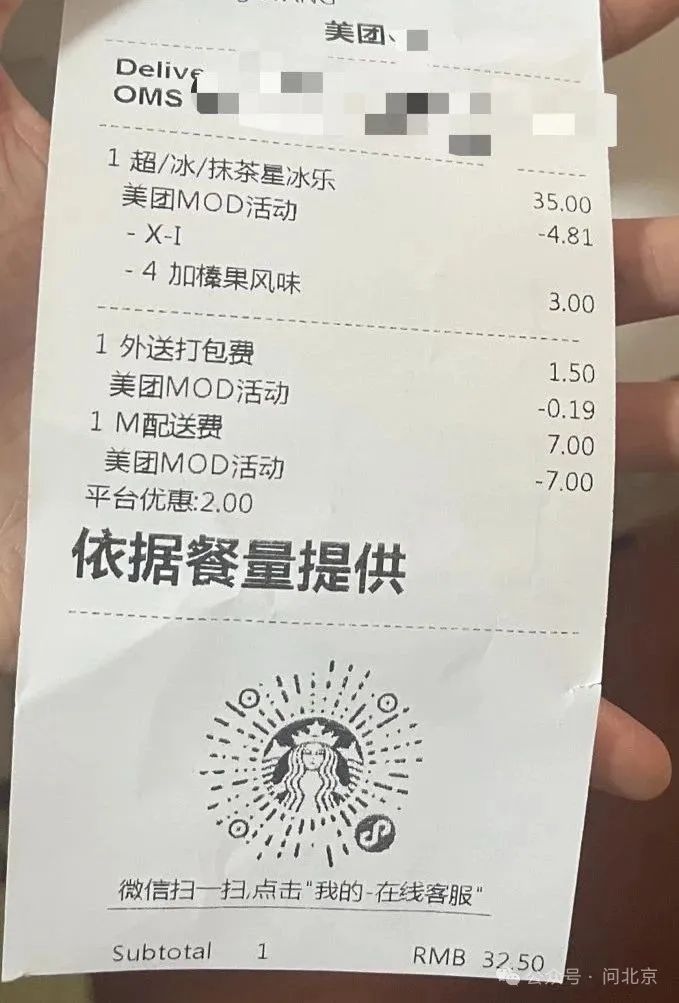 美团
Delive
OMS
1 超/冰/抹茶星冰乐 35.00
美团MOD活动 -4.81
- X-I
- 4 加榛果风味 3.00
1 外送打包费 1.50
美团MOD活动 -0.19
1 M配送费 7.00
美团MOD活动 -7.00
平台优惠:2.00
依据餐量提供
微信扫一扫,点击"我的-在线客服"
Subtotal 1 RMB 32.50
公众号 · 问北京